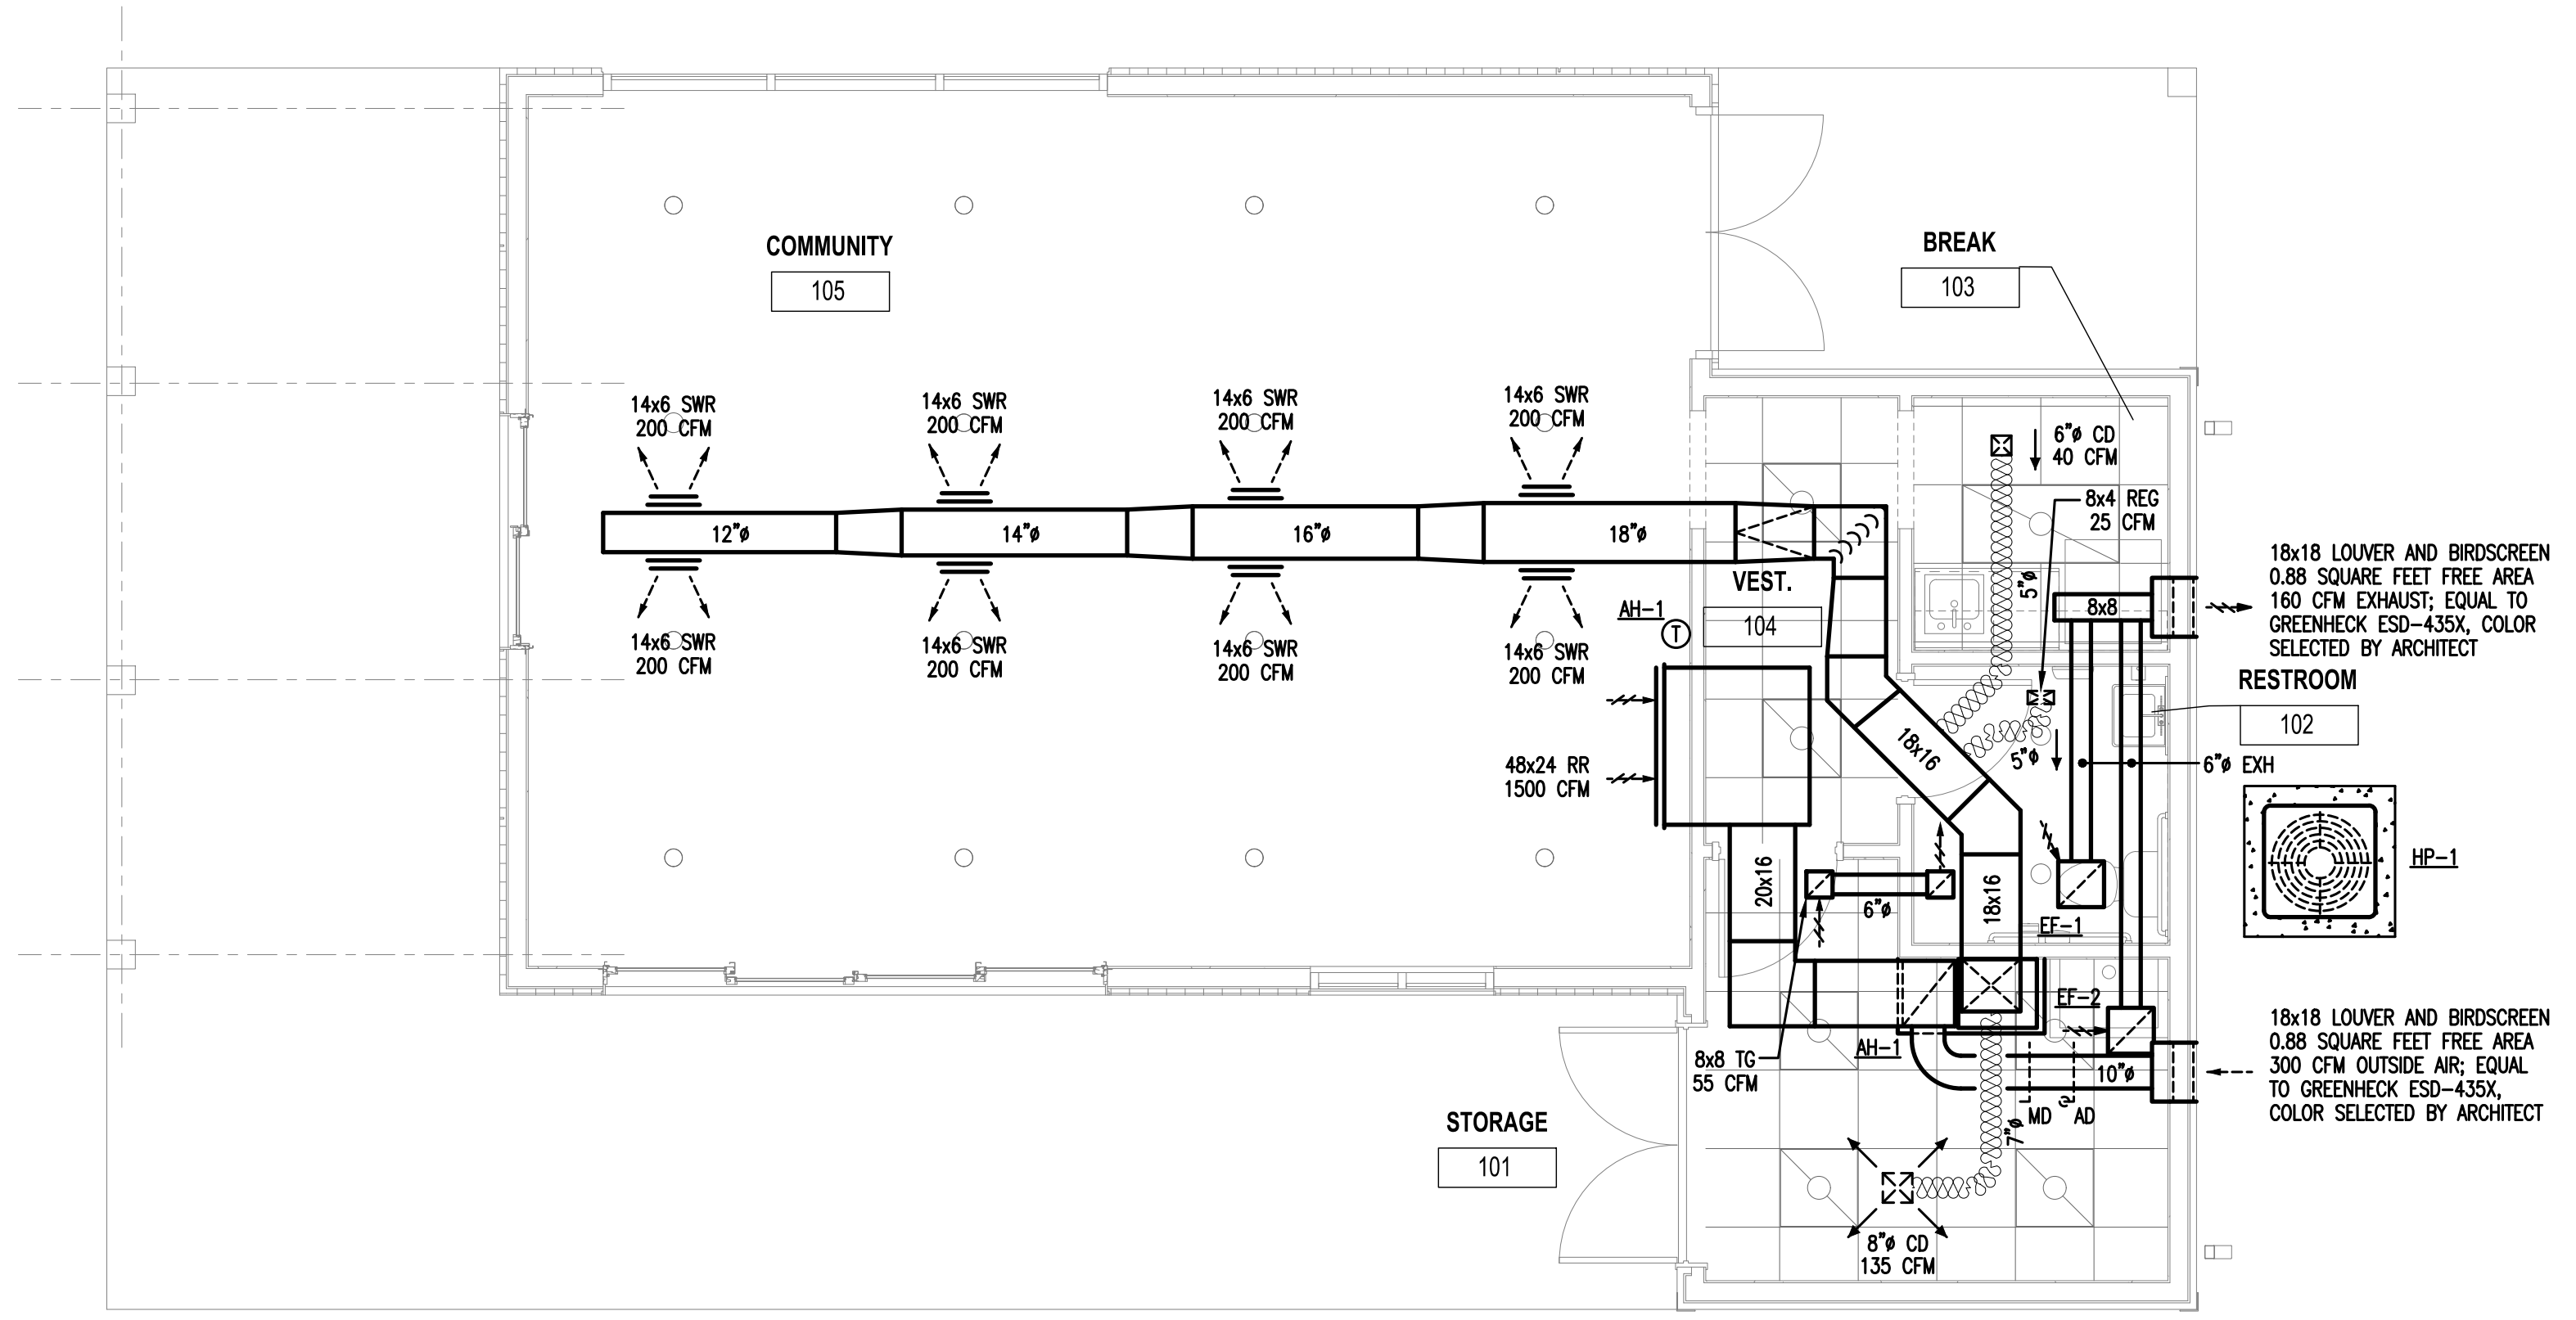 COMMUNITY
105
BREAK
103
14x6 SWR
200 CFM
14x6 SWR
200 CFM
14x6 SWR
200 CFM
14x6 SWR
200 CFM
6"ø CD
40 CFM
8x4 REG
25 CFM
12"ø
14"ø
16"ø
18"ø
VEST.
104
AH-1
T
5"ø
8x8
18x18 LOUVER AND BIRDSCREEN
0.88 SQUARE FEET FREE AREA
160 CFM EXHAUST; EQUAL TO
GREENHECK ESD-435X, COLOR
SELECTED BY ARCHITECT
14x6 SWR
200 CFM
14x6 SWR
200 CFM
14x6 SWR
200 CFM
14x6 SWR
200 CFM
RESTROOM
102
48x24 RR
1500 CFM
18x16
5"ø
6"ø EXH
HP-1
20x16
6"ø
18x16
EF-1
EF-2
8x8 TG
55 CFM
AH-1
10"ø
MD
AD
7"ø
18x18 LOUVER AND BIRDSCREEN
0.88 SQUARE FEET FREE AREA
300 CFM OUTSIDE AIR; EQUAL
TO GREENHECK ESD-435X,
COLOR SELECTED BY ARCHITECT
STORAGE
101
8"ø CD
135 CFM